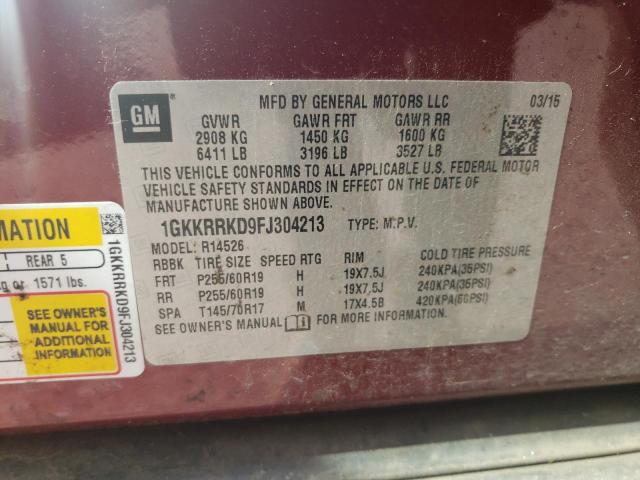 GM
MFD BY GENERAL MOTORS LLC 03/15
GVWR GAWR FRT GAWR RR
2908 KG 1450 KG 1600 KG
6411 LB 3196 LB 3527 LB
THIS VEHICLE CONFORMS TO ALL APPLICABLE U.S. FEDERAL MOTOR
VEHICLE SAFETY STANDARDS IN EFFECT ON THE DATE OF
MANUFACTURE SHOWN ABOVE.
1GKKRRKD9FJ304213 TYPE: M.P.V.
MODEL: R14526
RBBK TIRE SIZE SPEED RTG RIM COLD TIRE PRESSURE
FRT P255/60R19 H 19X7.5J 240KPA(35PSI)
RR P255/60R19 H 19X7.5J 240KPA(35PSI)
SPA T145/70R17 M 17X4.5B 420KPA(60PSI)
SEE OWNER'S MANUAL FOR MORE INFORMATION.
MATION
REAR 5
or 1571 lbs.
SEE OWNER'S
MANUAL FOR
ADDITIONAL
INFORMATION
1GKKRRKD9FJ304213